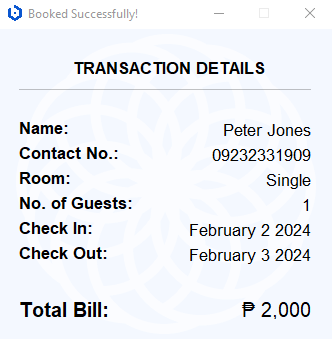 Booked Successfully!
TRANSACTION DETAILS
Name: Peter Jones
Contact No.: 09232331909
Room: Single
No. of Guests: 1
Check In: February 2 2024
Check Out: February 3 2024
Total Bill: ₱ 2,000